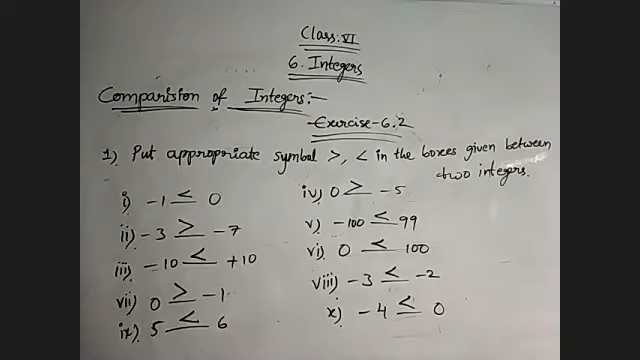 Class:VI
6. Integers
Comparision of Integers:-
Exercise-6.2
1) Put appropriate symbol >, < in the boxes given between
two integers.
i) -1 < 0
ii) -3 > -7
iii) -10 < +10
vii) 0 > -1
ix) 5 < 6
iv) 0 > -5
v) -100 < 99
vi) 0 < 100
viii) -3 < -2
x) -4 < 0